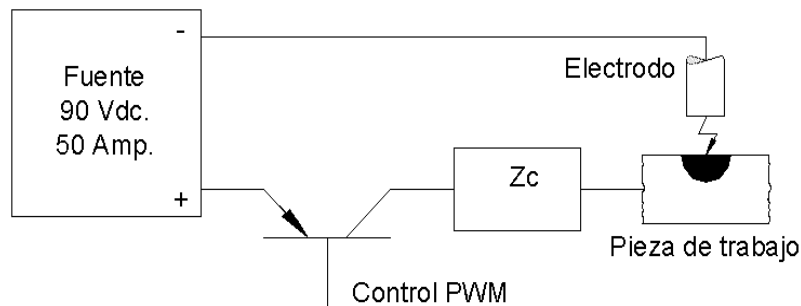 -
Fuente
90 Vdc.
50 Amp.
+
Electrodo
Zc
Pieza de trabajo
Control PWM